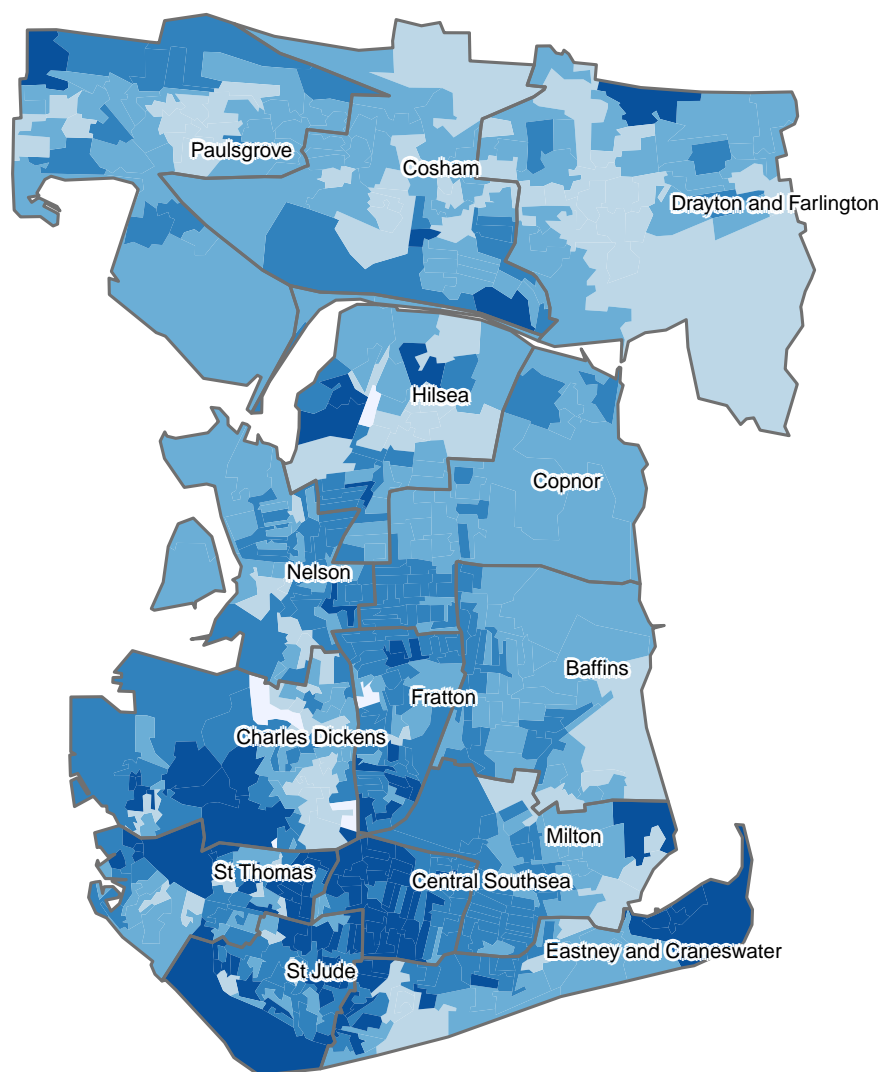 Paulsgrove
Cosham
Drayton and Farlington
Hilsea
Copnor
Nelson
Baffins
Fratton
Charles Dickens
Milton
St Thomas
Central Southsea
Eastney and Craneswater
St Jude